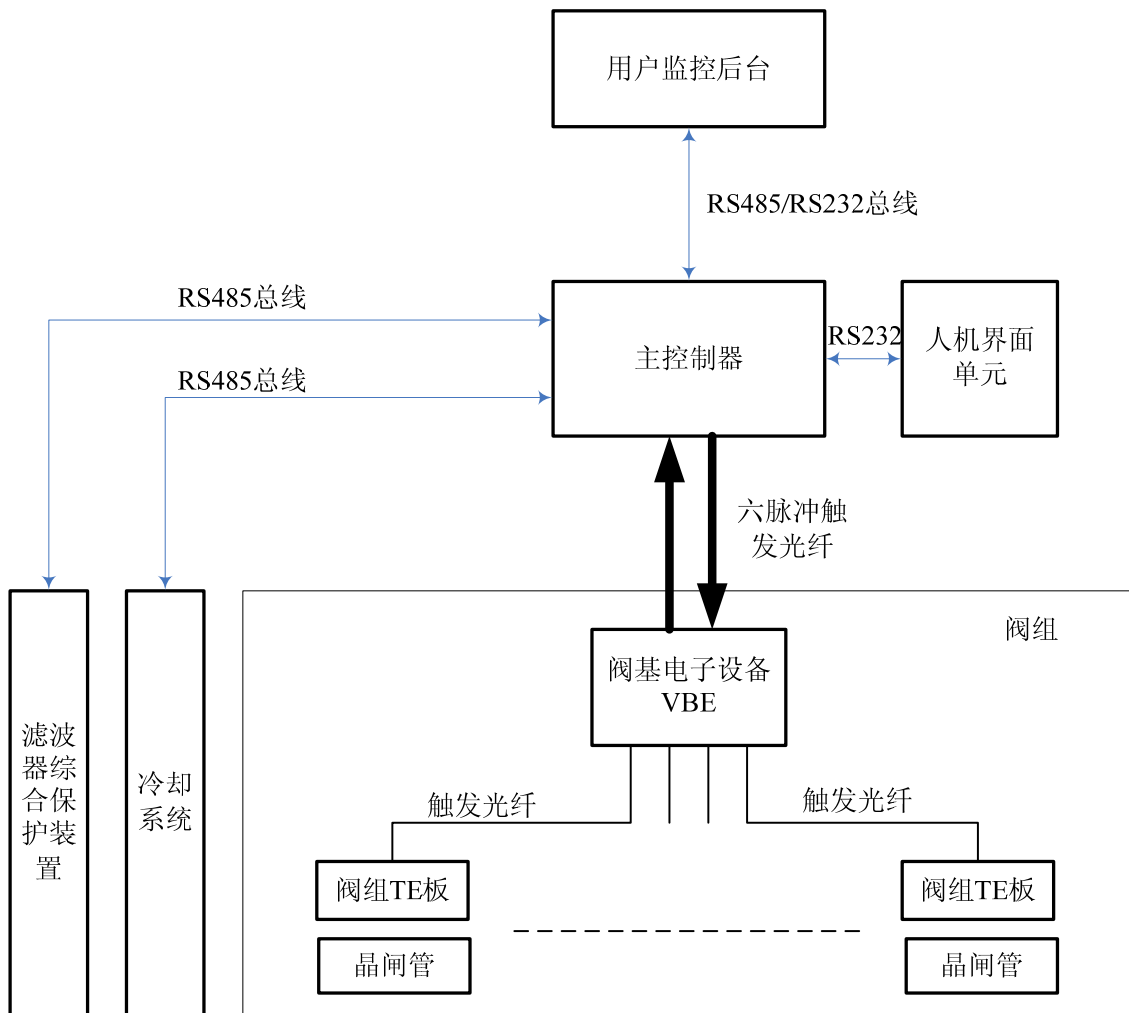 用户监控后台
RS485/RS232总线
RS485总线
主控制器
RS232
人机界面
单元
RS485总线
六脉冲触
发光纤
阀组
阀基电子设备
VBE
滤波
器综
合保
护装
置
冷却
系统
触发光纤
触发光纤
阀组TE板
阀组TE板
晶闸管
晶闸管